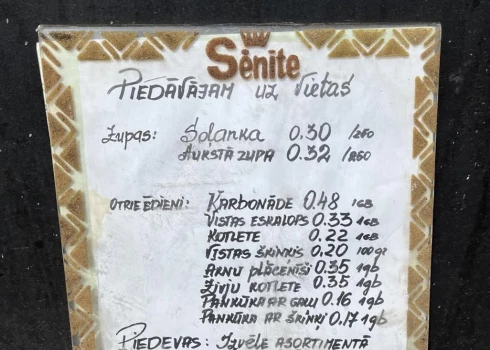 Sēnīte
PIEDĀVĀJAM UZ VIETAS
Zupas: Soļanka 0.30 /250
AUKSTĀ ZUPA 0.32 /250
OTRIE ĒDIENI: KARBONĀDE 0.48 1GB
VISTAS ESKALOPS 0.33 1GB
KOTLETE 0.22 1GB
VISTAS ŠĶIŅĶIS 0.20 100gr
AKNU PLĀCENĪŠI 0.35 1gb
ZIVJU KOTLETE 0.35 1gb
PANKŪKA AR GAĻU 0.16 1gb
PANKŪKA AR ŠĶIŅĶI 0.17 1gb
PIEDEVAS: IZVĒLE ASORTIMENTĀ